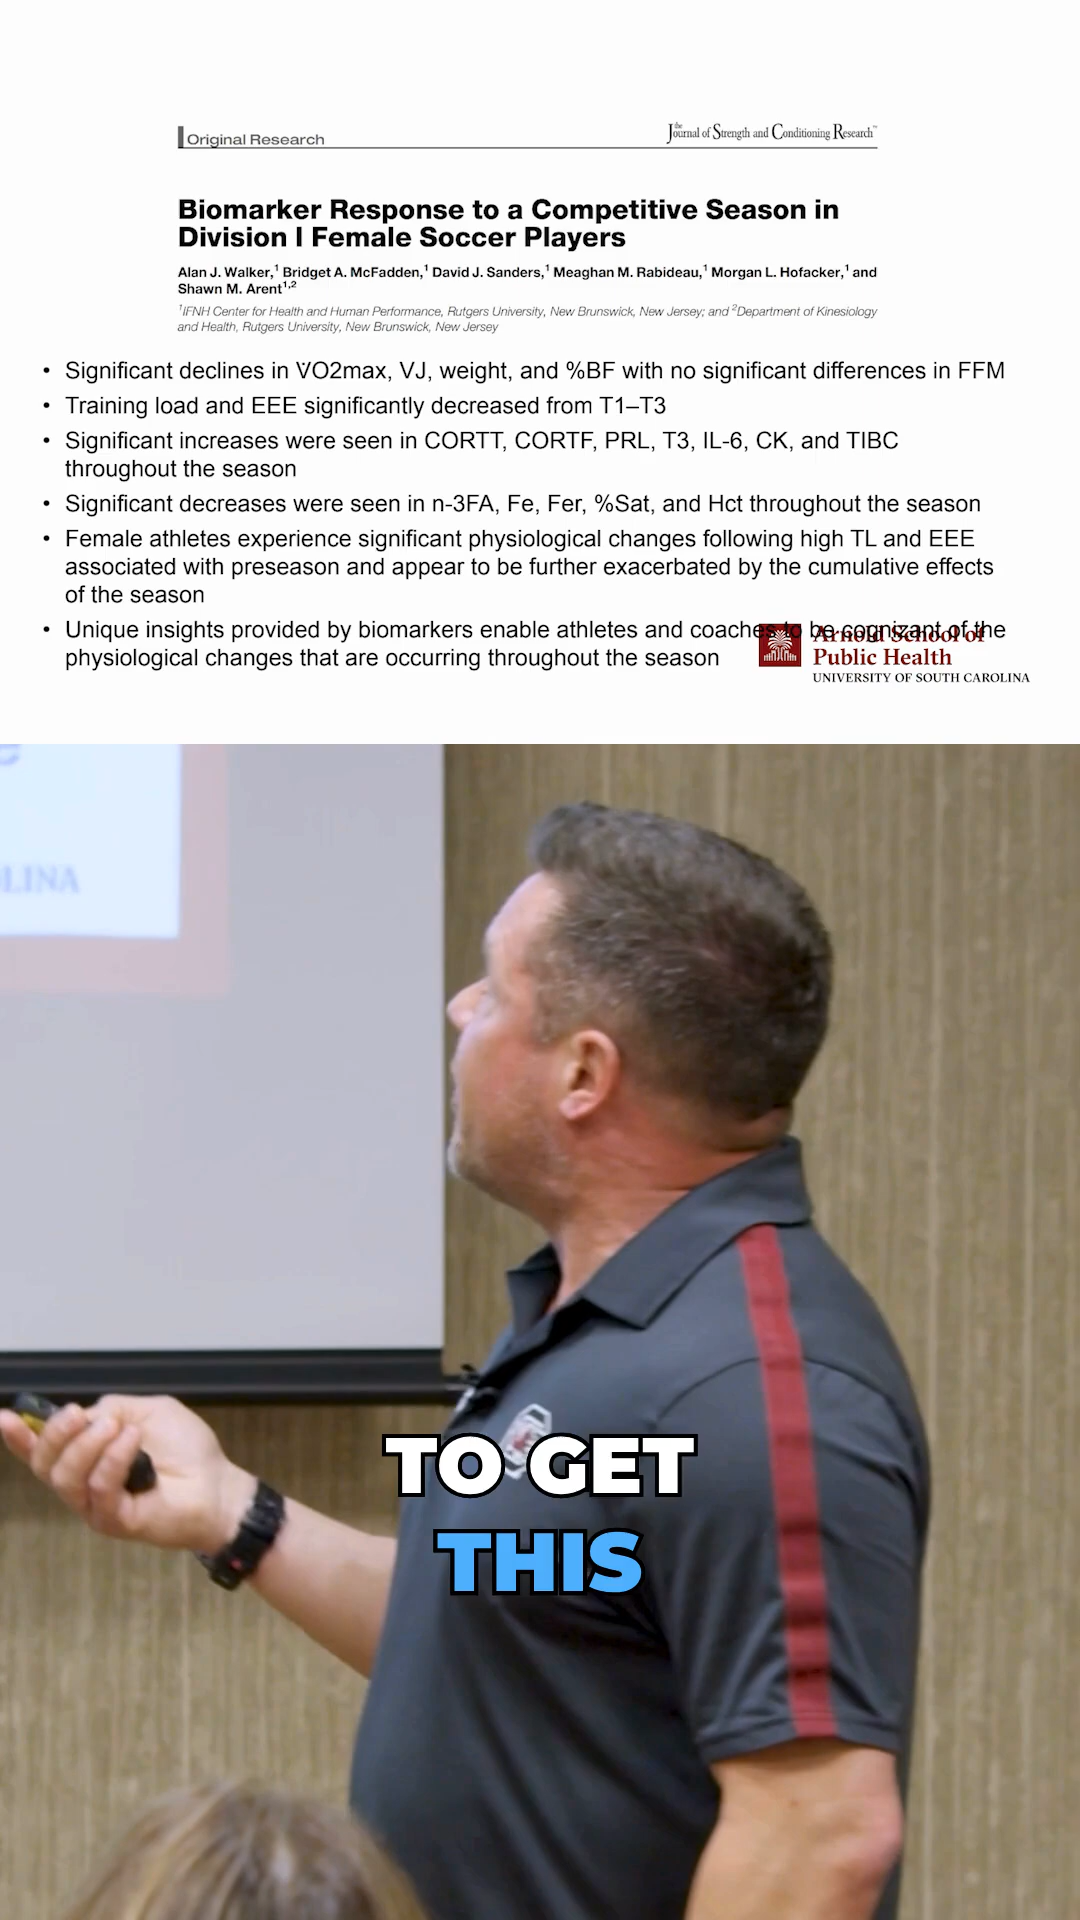 Original Research
the Journal of Strength and Conditioning Research™
Biomarker Response to a Competitive Season in
Division I Female Soccer Players
Alan J. Walker,¹ Bridget A. McFadden,¹ David J. Sanders,¹ Meaghan M. Rabideau,¹ Morgan L. Hofacker,¹ and
Shawn M. Arent¹,²
¹IFNH Center for Health and Human Performance, Rutgers University, New Brunswick, New Jersey; and ²Department of Kinesiology
and Health, Rutgers University, New Brunswick, New Jersey
• Significant declines in V̇O2max, VJ, weight, and %BF with no significant differences in FFM
• Training load and EEE significantly decreased from T1–T3
• Significant increases were seen in CORTT, CORTF, PRL, T3, IL-6, CK, and TIBC
throughout the season
• Significant decreases were seen in n-3FA, Fe, Fer, %Sat, and Hct throughout the season
• Female athletes experience significant physiological changes following high TL and EEE
associated with preseason and appear to be further exacerbated by the cumulative effects
of the season
• Unique insights provided by biomarkers enable athletes and coaches to be cognizant of the
physiological changes that are occurring throughout the season
Arnold School of
Public Health
UNIVERSITY OF SOUTH CAROLINA
LINA
TO GET
THIS